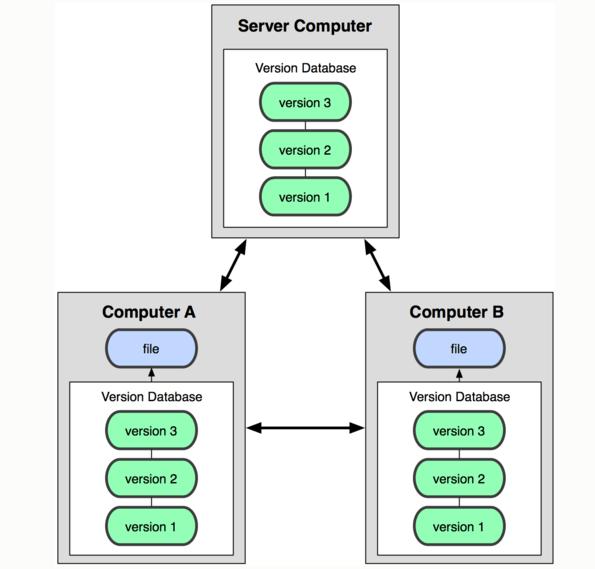 Server Computer
Version Database
version 3
version 2
version 1
Computer A
file
Version Database
version 3
version 2
version 1
Computer B
file
Version Database
version 3
version 2
version 1